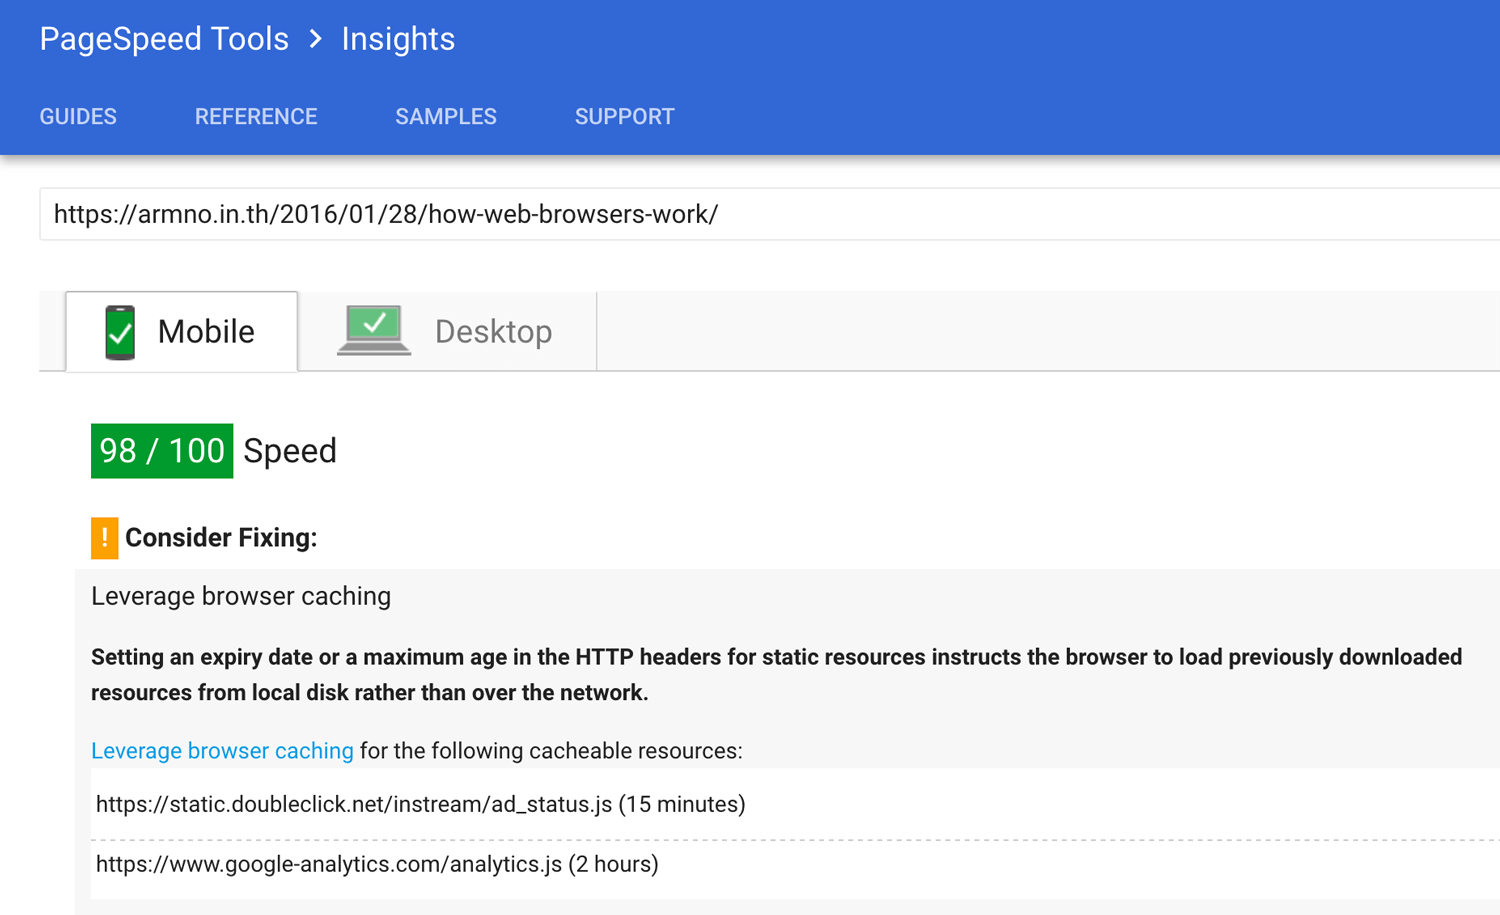 PageSpeed Tools > Insights
GUIDES REFERENCE SAMPLES SUPPORT
https://armno.in.th/2016/01/28/how-web-browsers-work/
Mobile Desktop
98 / 100 Speed
! Consider Fixing:
Leverage browser caching
Setting an expiry date or a maximum age in the HTTP headers for static resources instructs the browser to load previously downloaded
resources from local disk rather than over the network.
Leverage browser caching for the following cacheable resources:
https://static.doubleclick.net/instream/ad_status.js (15 minutes)
https://www.google-analytics.com/analytics.js (2 hours)